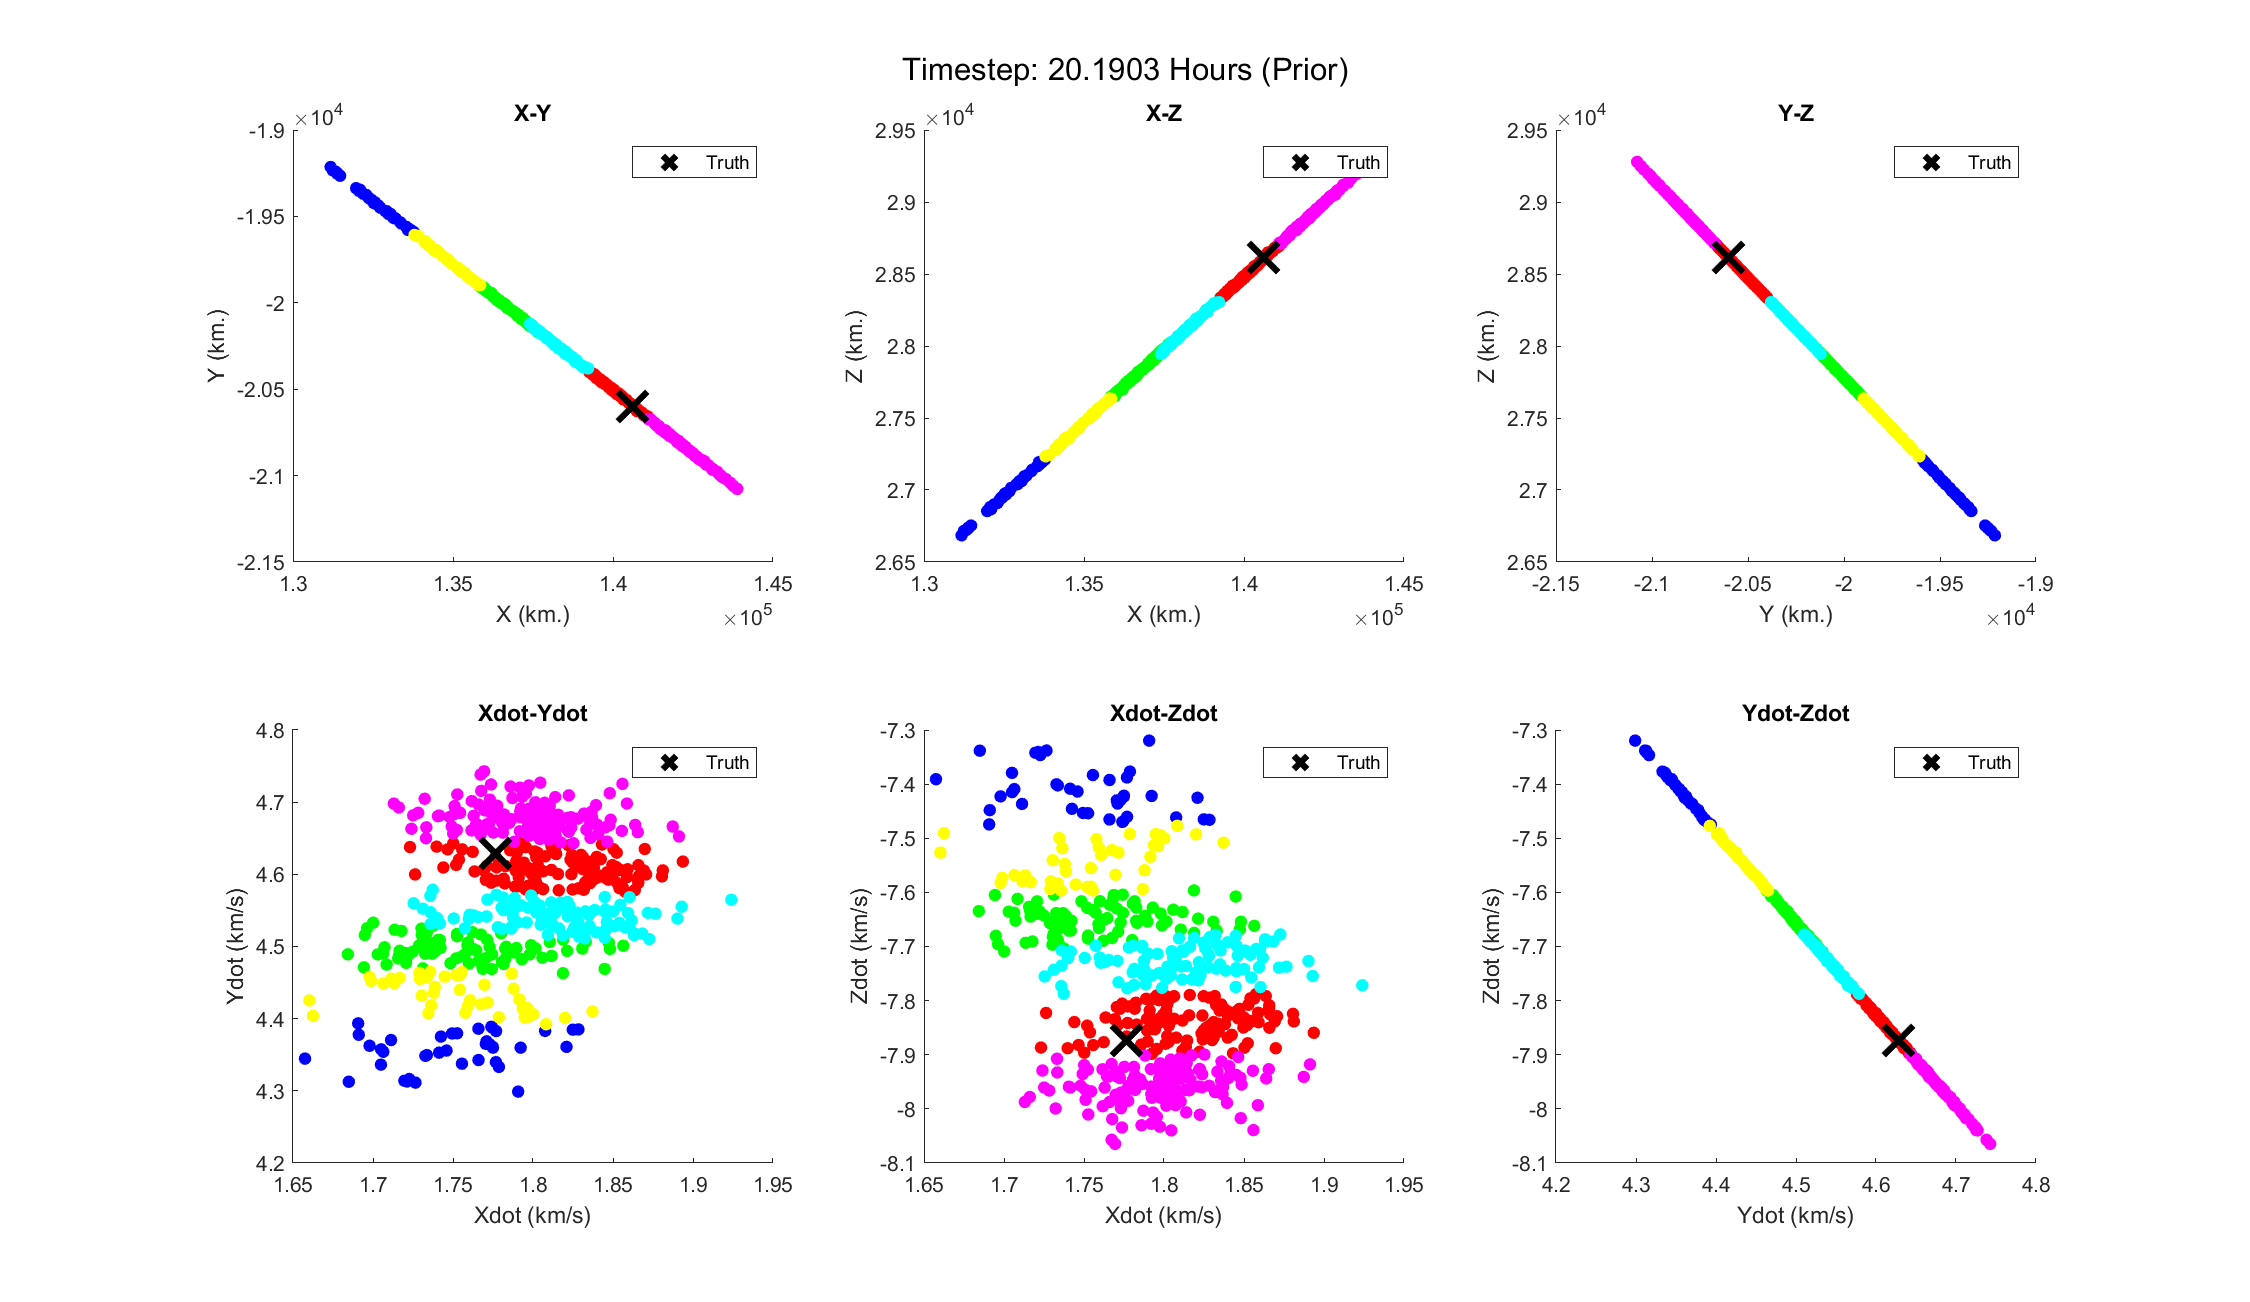 Timestep: 20.1903 Hours (Prior)
X-Y
×10^4
-1.9
-1.95
-2
-2.05
-2.1
-2.15
Y (km.)
1.3 1.35 1.4 1.45
X (km.)
×10^5
Truth
X-Z
×10^4
2.95
2.9
2.85
2.8
2.75
2.7
2.65
Z (km.)
1.3 1.35 1.4 1.45
X (km.)
×10^5
Truth
Y-Z
×10^4
2.95
2.9
2.85
2.8
2.75
2.7
2.65
Z (km.)
-2.15 -2.1 -2.05 -2 -1.95 -1.9
Y (km.)
×10^4
Truth
Xdot-Ydot
4.8
4.7
4.6
4.5
4.4
4.3
4.2
Ydot (km/s)
1.65 1.7 1.75 1.8 1.85 1.9 1.95
Xdot (km/s)
Truth
Xdot-Zdot
-7.3
-7.4
-7.5
-7.6
-7.7
-7.8
-7.9
-8
-8.1
Zdot (km/s)
1.65 1.7 1.75 1.8 1.85 1.9 1.95
Xdot (km/s)
Truth
Ydot-Zdot
-7.3
-7.4
-7.5
-7.6
-7.7
-7.8
-7.9
-8
-8.1
Zdot (km/s)
4.2 4.3 4.4 4.5 4.6 4.7 4.8
Ydot (km/s)
Truth